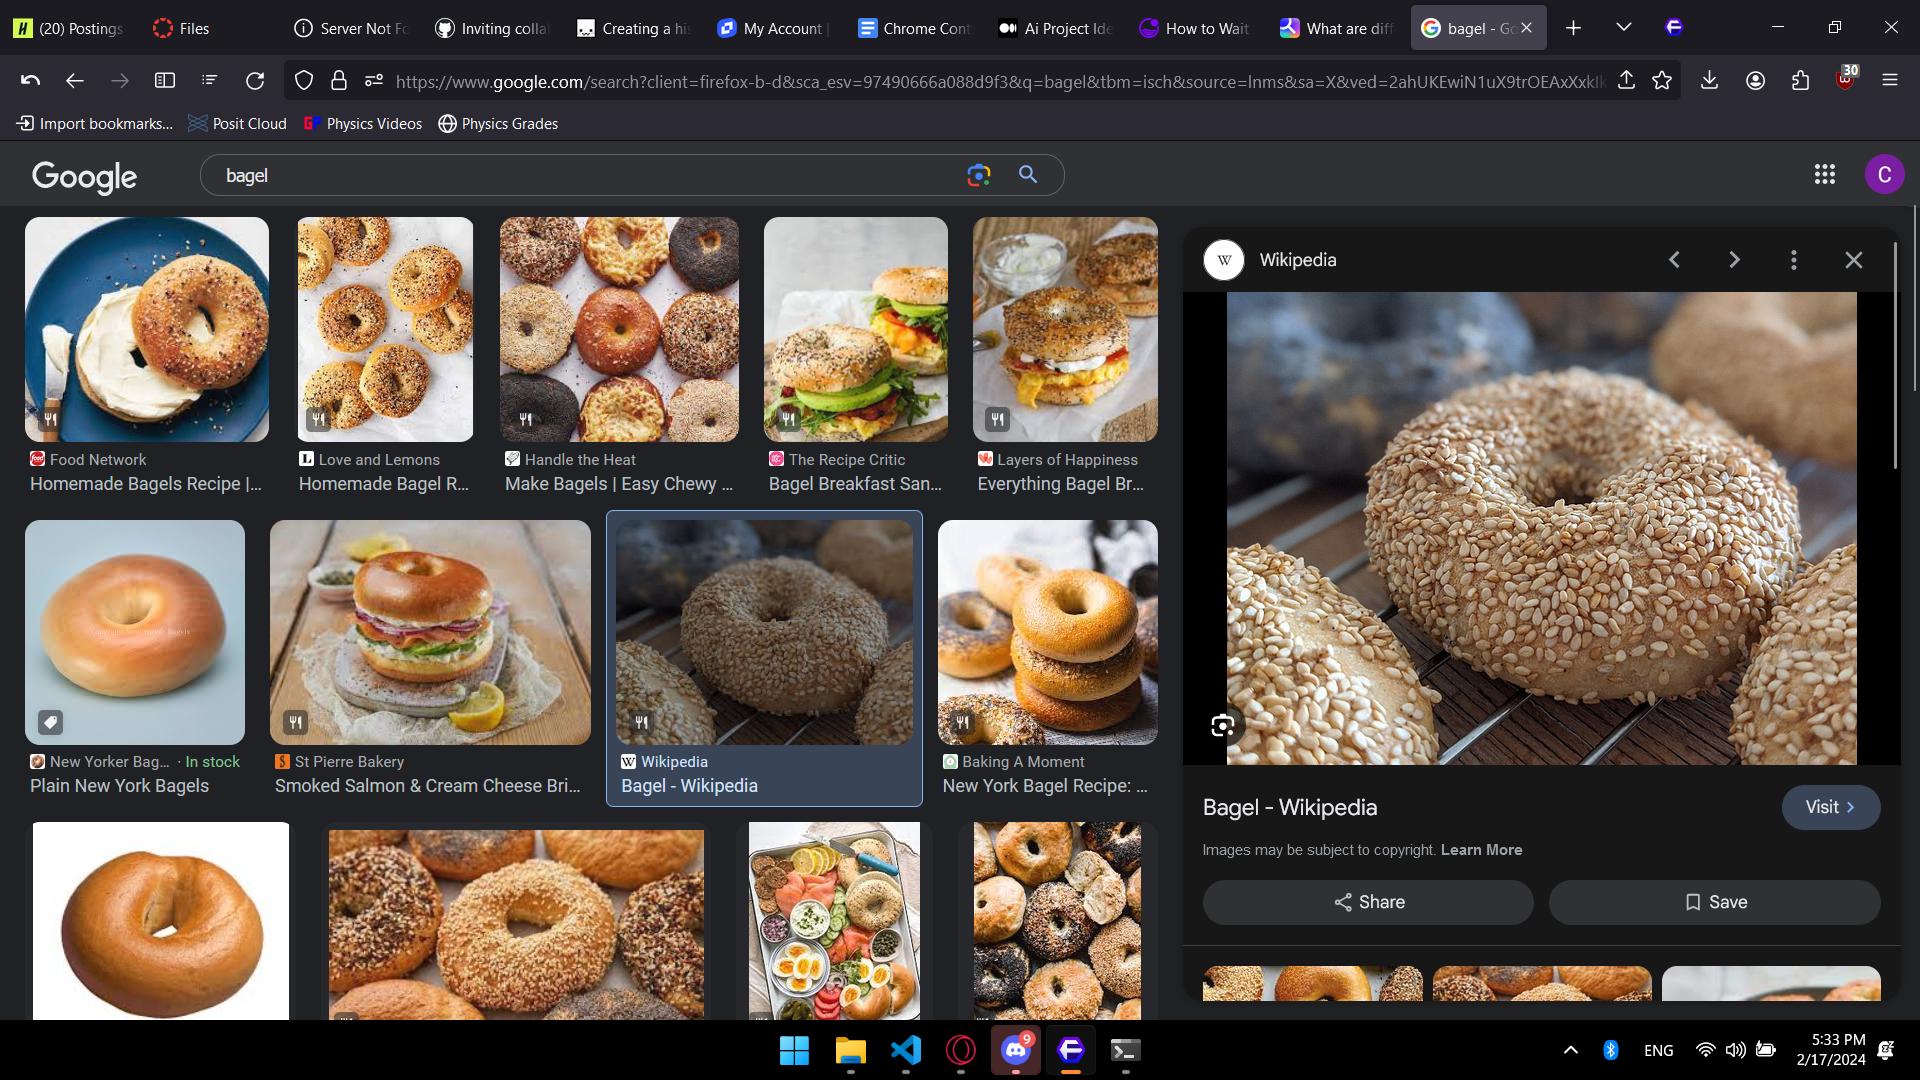 (20) Postings
Files
Server Not Fo
Inviting colla
Creating a his
My Account |
Chrome Cont
Ai Project Ide
How to Wait
What are diff
bagel - Go
https://www.google.com/search?client=firefox-b-d&sca_esv=97490666a088d9f3&q=bagel&tbm=isch&source=lnms&sa=X&ved=2ahUKEwiN1uX9trOEAxXxkIk
30
Import bookmarks...
Posit Cloud
Physics Videos
Physics Grades
Google
bagel
C
Food Network
Homemade Bagels Recipe |...
Love and Lemons
Homemade Bagel R...
Handle the Heat
Make Bagels | Easy Chewy ...
The Recipe Critic
Bagel Breakfast San...
Layers of Happiness
Everything Bagel Br...
W Wikipedia
New Yorker Bag... · In stock
Plain New York Bagels
St Pierre Bakery
Smoked Salmon & Cream Cheese Bri...
W Wikipedia
Bagel - Wikipedia
Baking A Moment
New York Bagel Recipe: ...
Bagel - Wikipedia
Visit
Images may be subject to copyright. Learn More
Share
Save
9
ENG
5:33 PM
2/17/2024